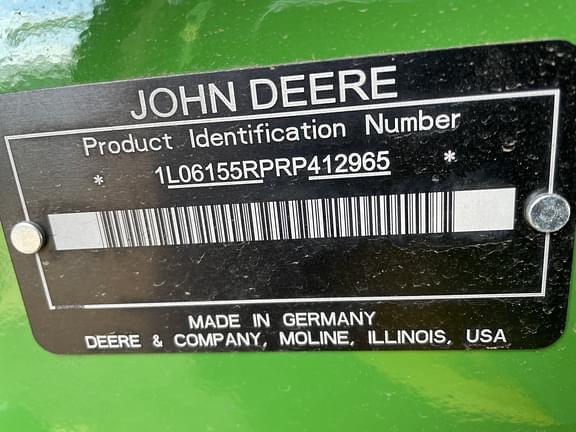 JOHN DEERE
Product Identification Number
* 1L06155RPRP412965 *
MADE IN GERMANY
DEERE & COMPANY, MOLINE, ILLINOIS, USA